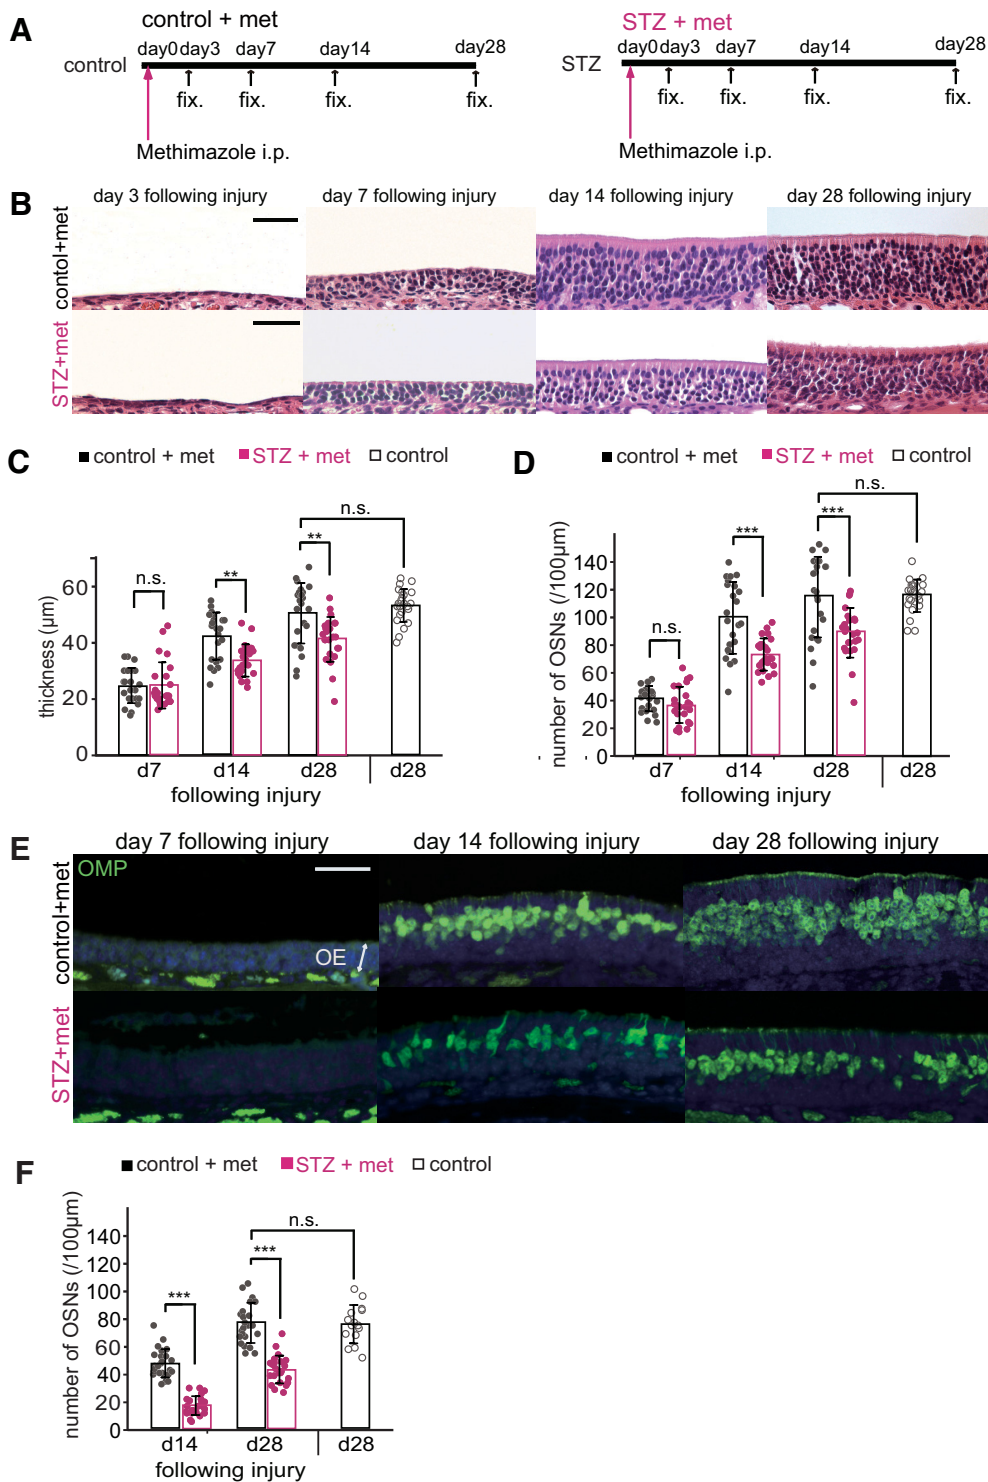 A
control + met
STZ + met
day0 day3 day7 day14 day28
control
fix. fix. fix. fix.
Methimazole i.p.
day0 day3 day7 day14 day28
STZ
fix. fix. fix. fix.
Methimazole i.p.
B
day 3 following injury
day 7 following injury
day 14 following injury
day 28 following injury
contol+met
STZ+met
C
control + met STZ + met control
thickness (µm)
60
40
20
0
n.s.
**
**
n.s.
d7 d14 d28 d28
following injury
D
control + met STZ + met control
number of OSNs (/100µm)
140
120
100
80
60
40
20
0
n.s.
***
***
n.s.
d7 d14 d28 d28
following injury
E
day 7 following injury
day 14 following injury
day 28 following injury
OMP
OE
control+met
STZ+met
F
control + met STZ + met control
number of OSNs (/100µm)
140
120
100
80
60
40
20
0
***
***
n.s.
d14 d28 d28
following injury